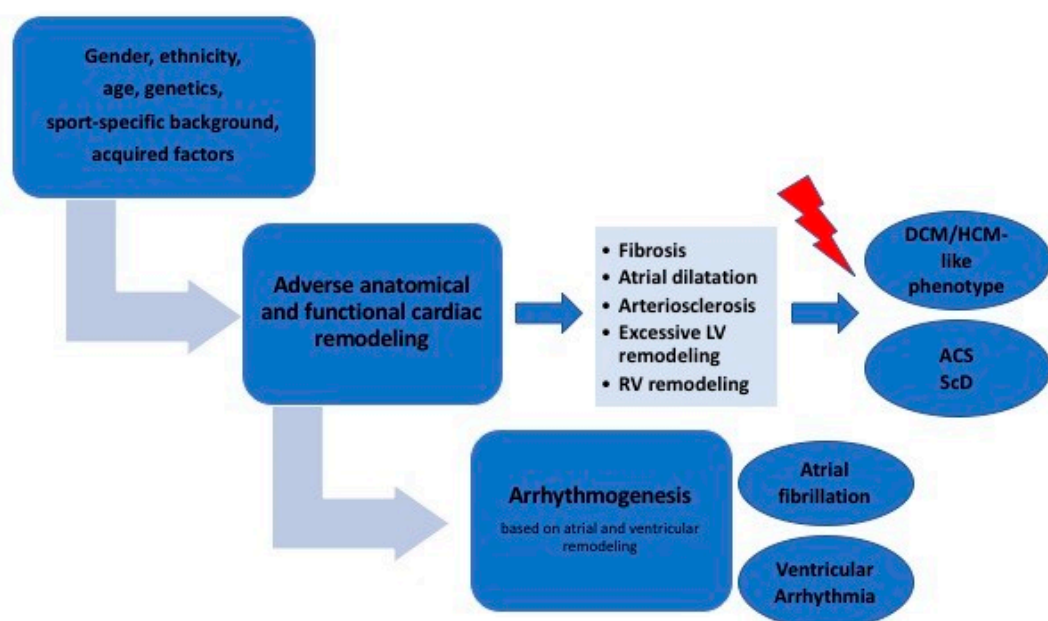 Gender, ethnicity,
age, genetics,
sport-specific background,
acquired factors
Adverse anatomical
and functional cardiac
remodeling
• Fibrosis
• Atrial dilatation
• Arteriosclerosis
• Excessive LV
remodeling
• RV remodeling
DCM/HCM-
like
phenotype
ACS
ScD
Arrhythmogenesis
based on atrial and ventricular
remodeling
Atrial
fibrillation
Ventricular
Arrhythmia